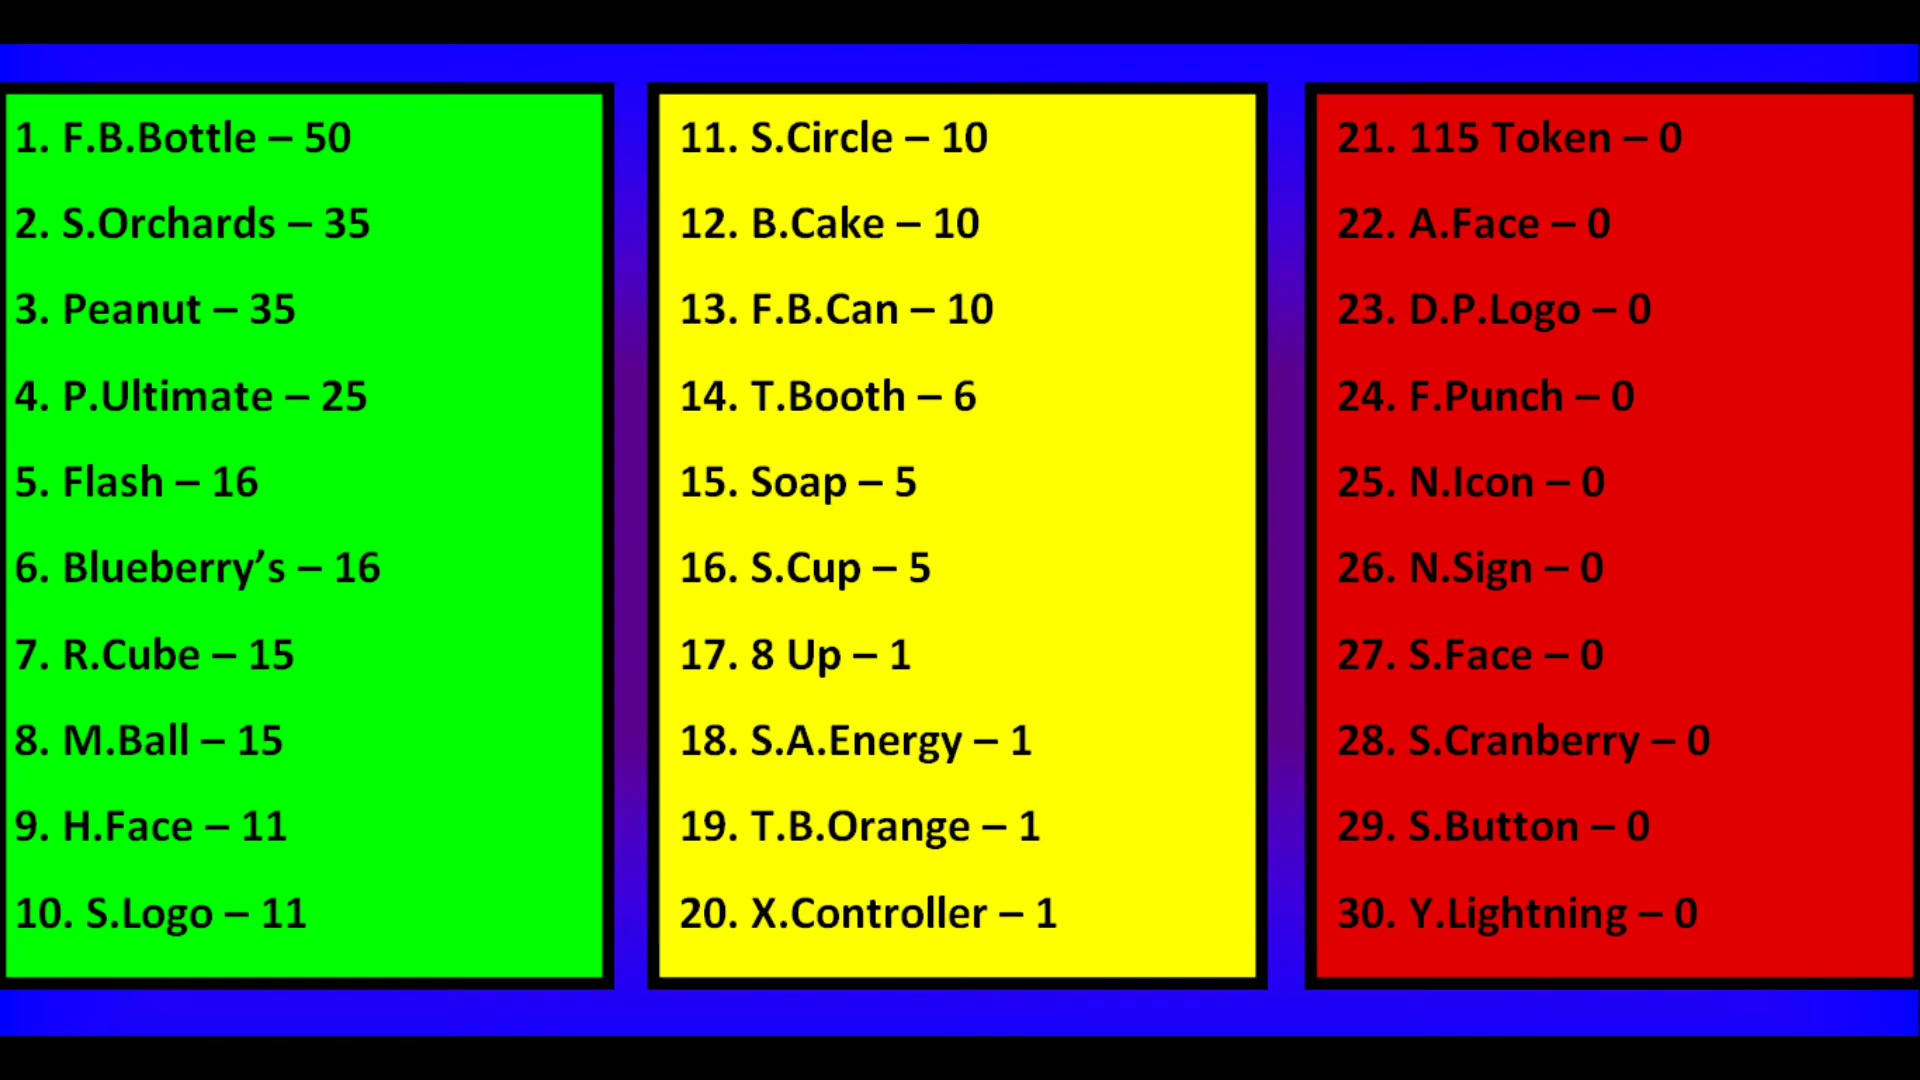 1. F.B.Bottle – 50
2. S.Orchards – 35
3. Peanut – 35
4. P.Ultimate – 25
5. Flash – 16
6. Blueberry’s – 16
7. R.Cube – 15
8. M.Ball – 15
9. H.Face – 11
10. S.Logo – 11
11. S.Circle – 10
12. B.Cake – 10
13. F.B.Can – 10
14. T.Booth – 6
15. Soap – 5
16. S.Cup – 5
17. 8 Up – 1
18. S.A.Energy – 1
19. T.B.Orange – 1
20. X.Controller – 1
21. 115 Token – 0
22. A.Face – 0
23. D.P.Logo – 0
24. F.Punch – 0
25. N.Icon – 0
26. N.Sign – 0
27. S.Face – 0
28. S.Cranberry – 0
29. S.Button – 0
30. Y.Lightning – 0